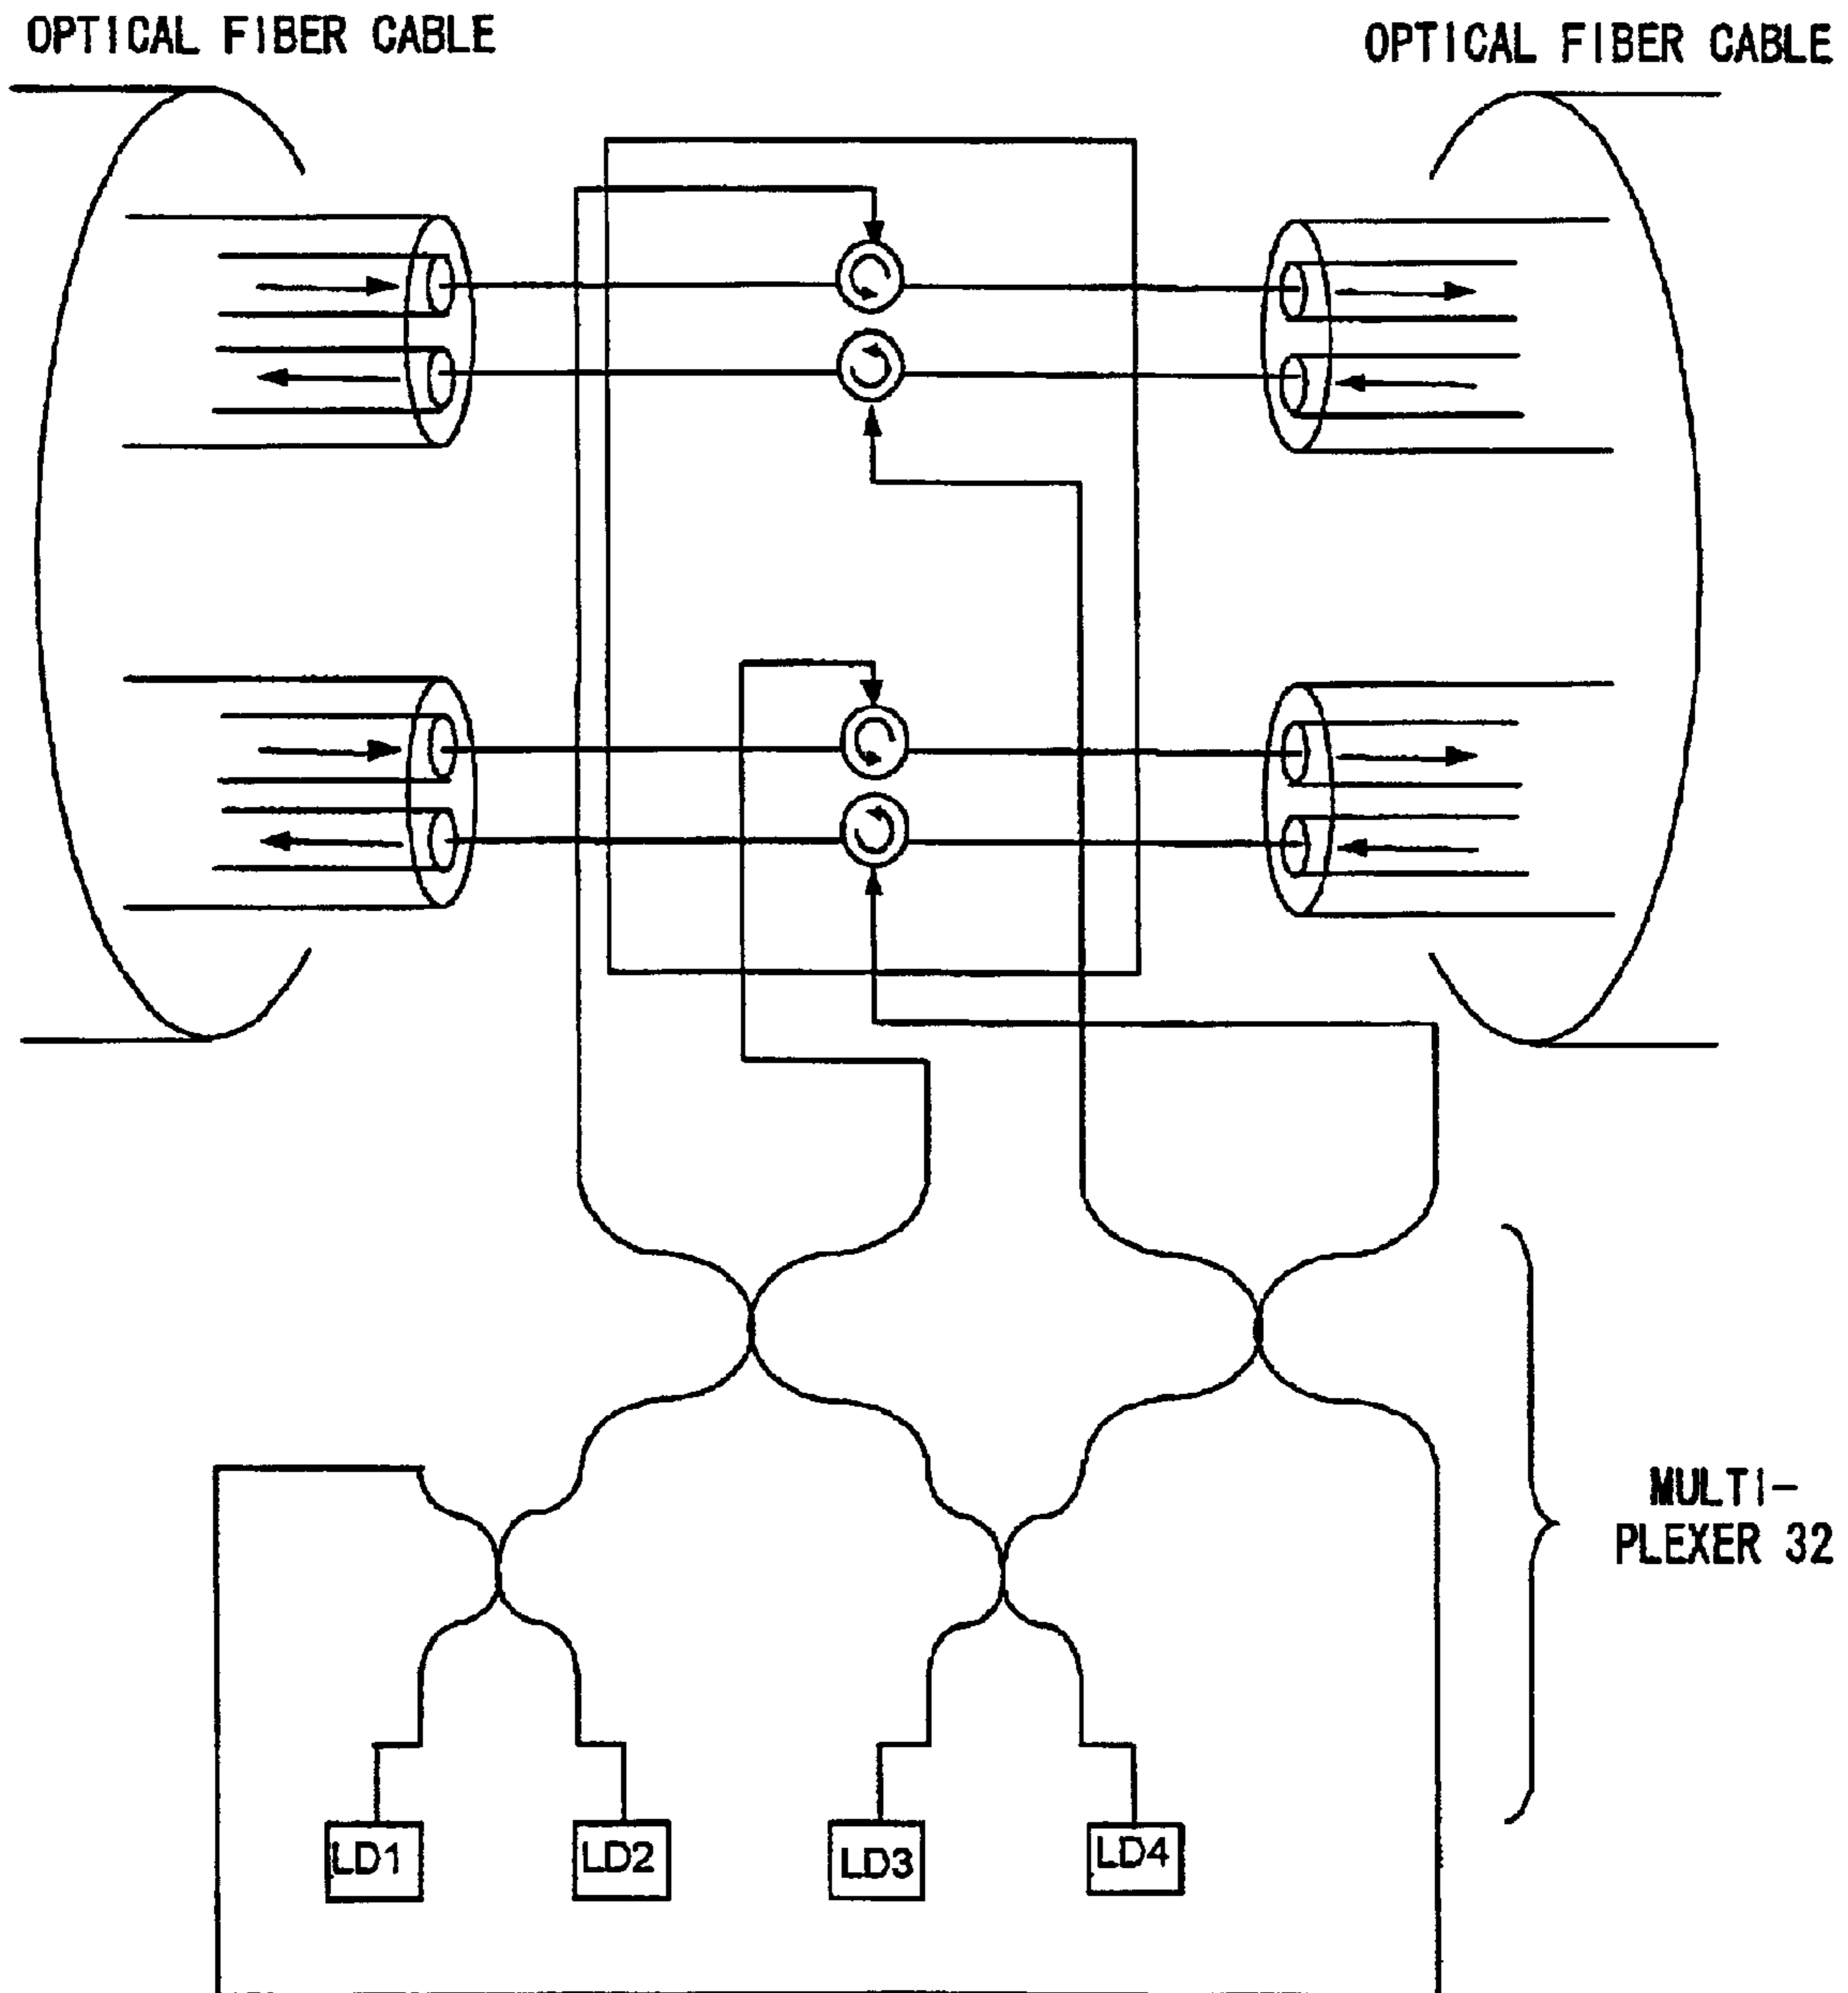 OPTICAL FIBER CABLE
OPTICAL FIBER CABLE
MULTI-
PLEXER 32
LD1
LD2
LD3
LD4